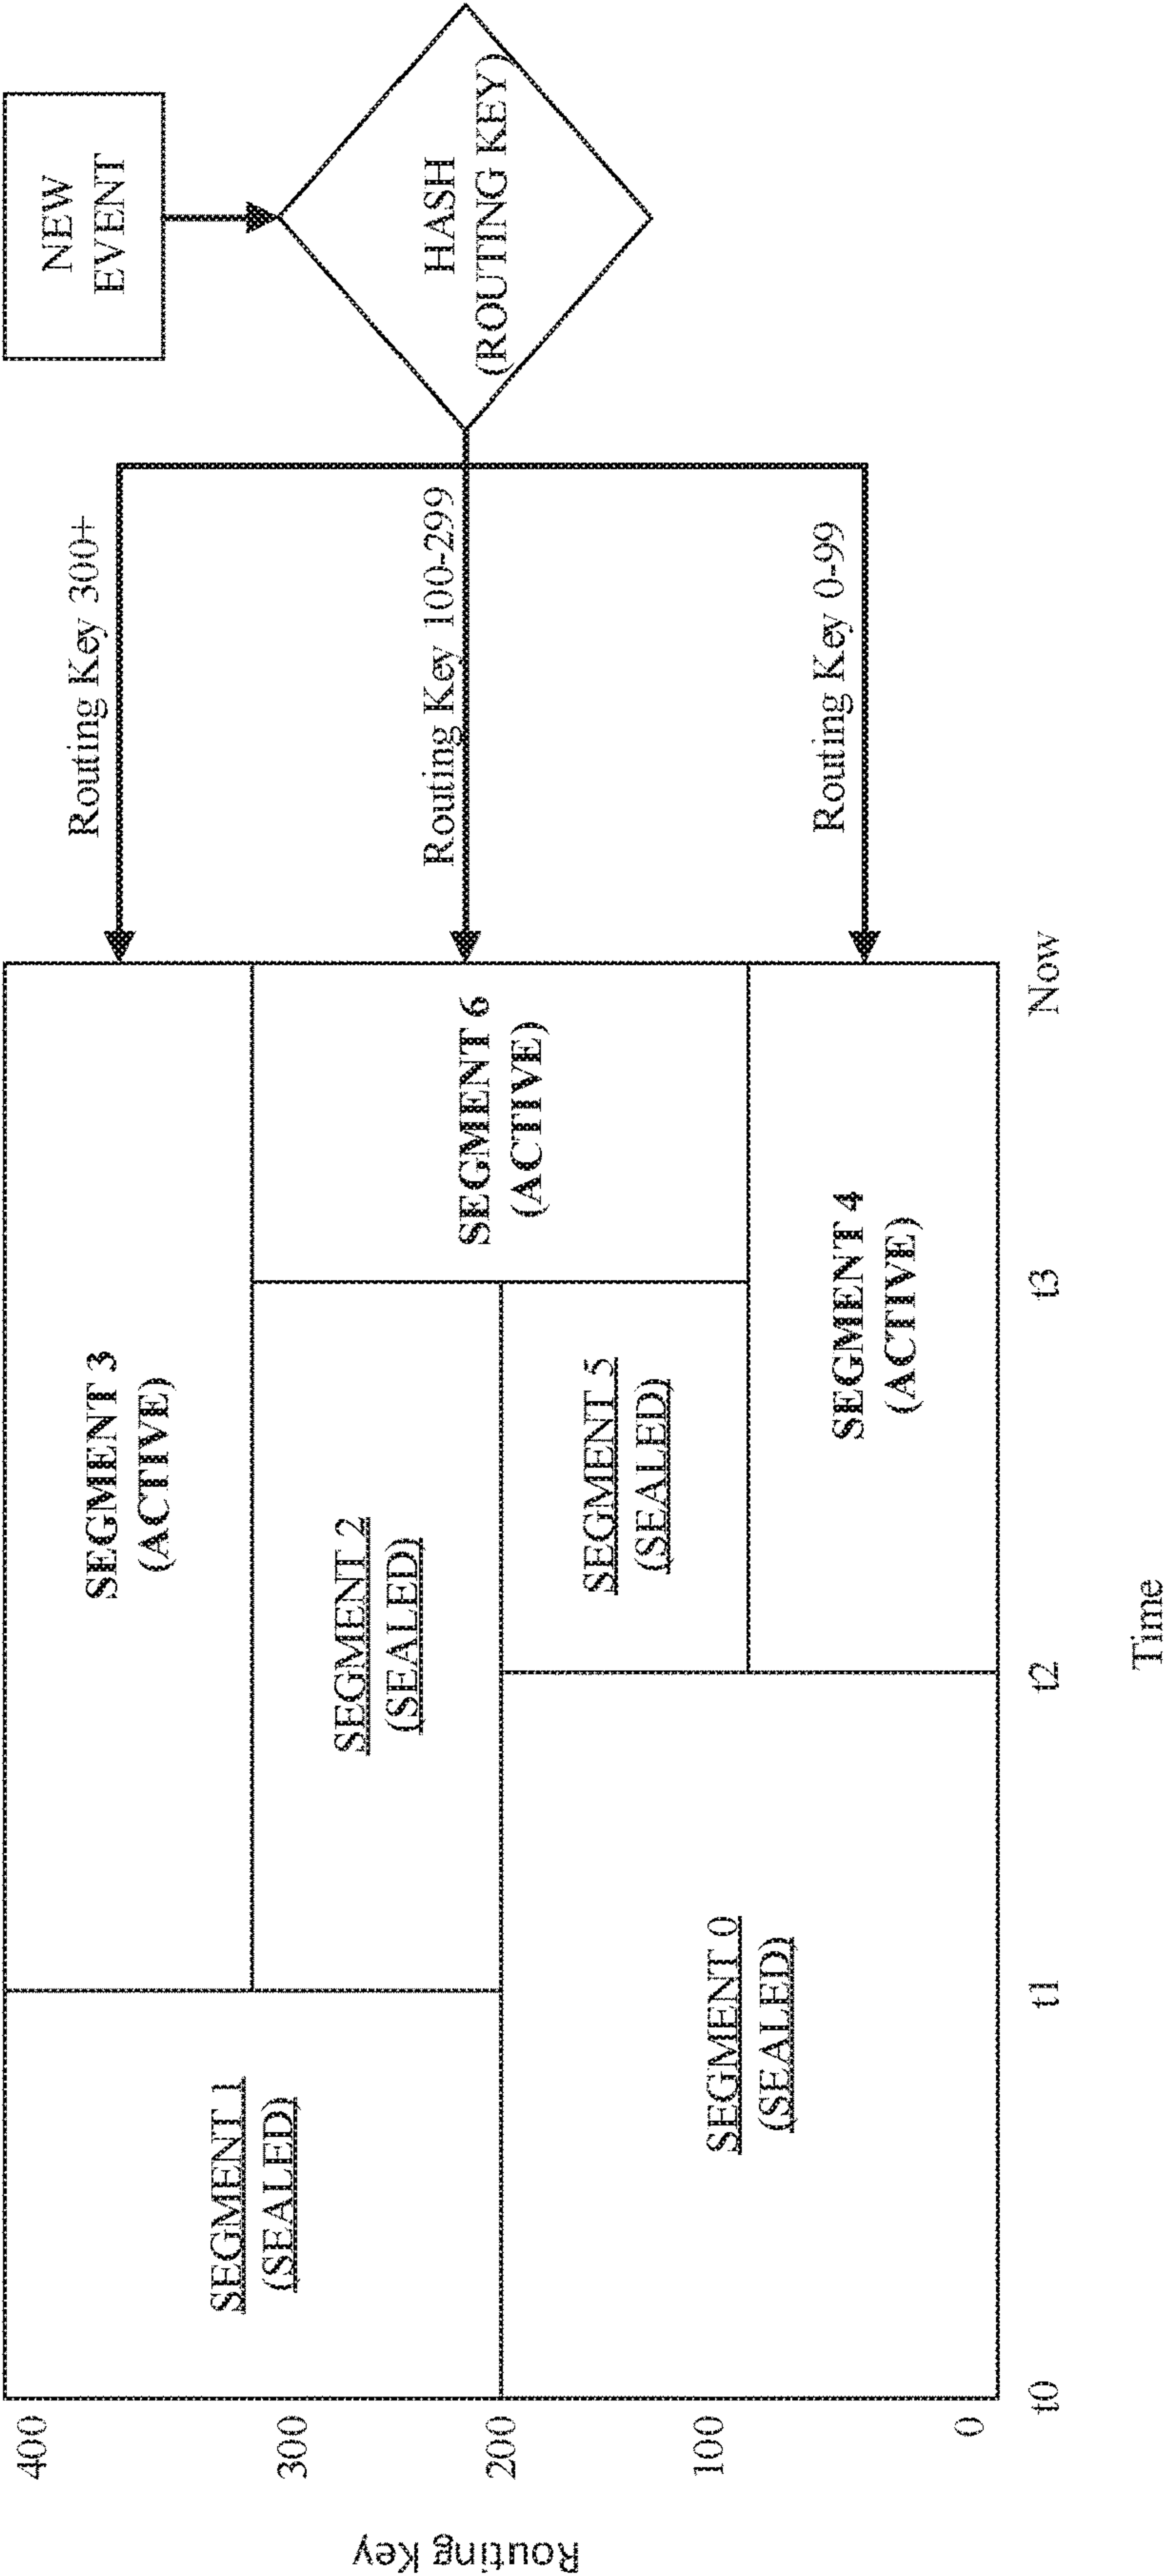 NEW
EVENT
HASH
(ROUTING KEY)
Routing Key 300+
Routing Key 100-299
Routing Key 0-99
SEGMENT 3
(ACTIVE)
SEGMENT 6
(ACTIVE)
SEGMENT 2
(SEALED)
SEGMENT 5
(SEALED)
SEGMENT 4
(ACTIVE)
SEGMENT 1
(SEALED)
SEGMENT 0
(SEALED)
400
300
200
100
0
Routing Key
t0
t1
t2
t3
Now
Time